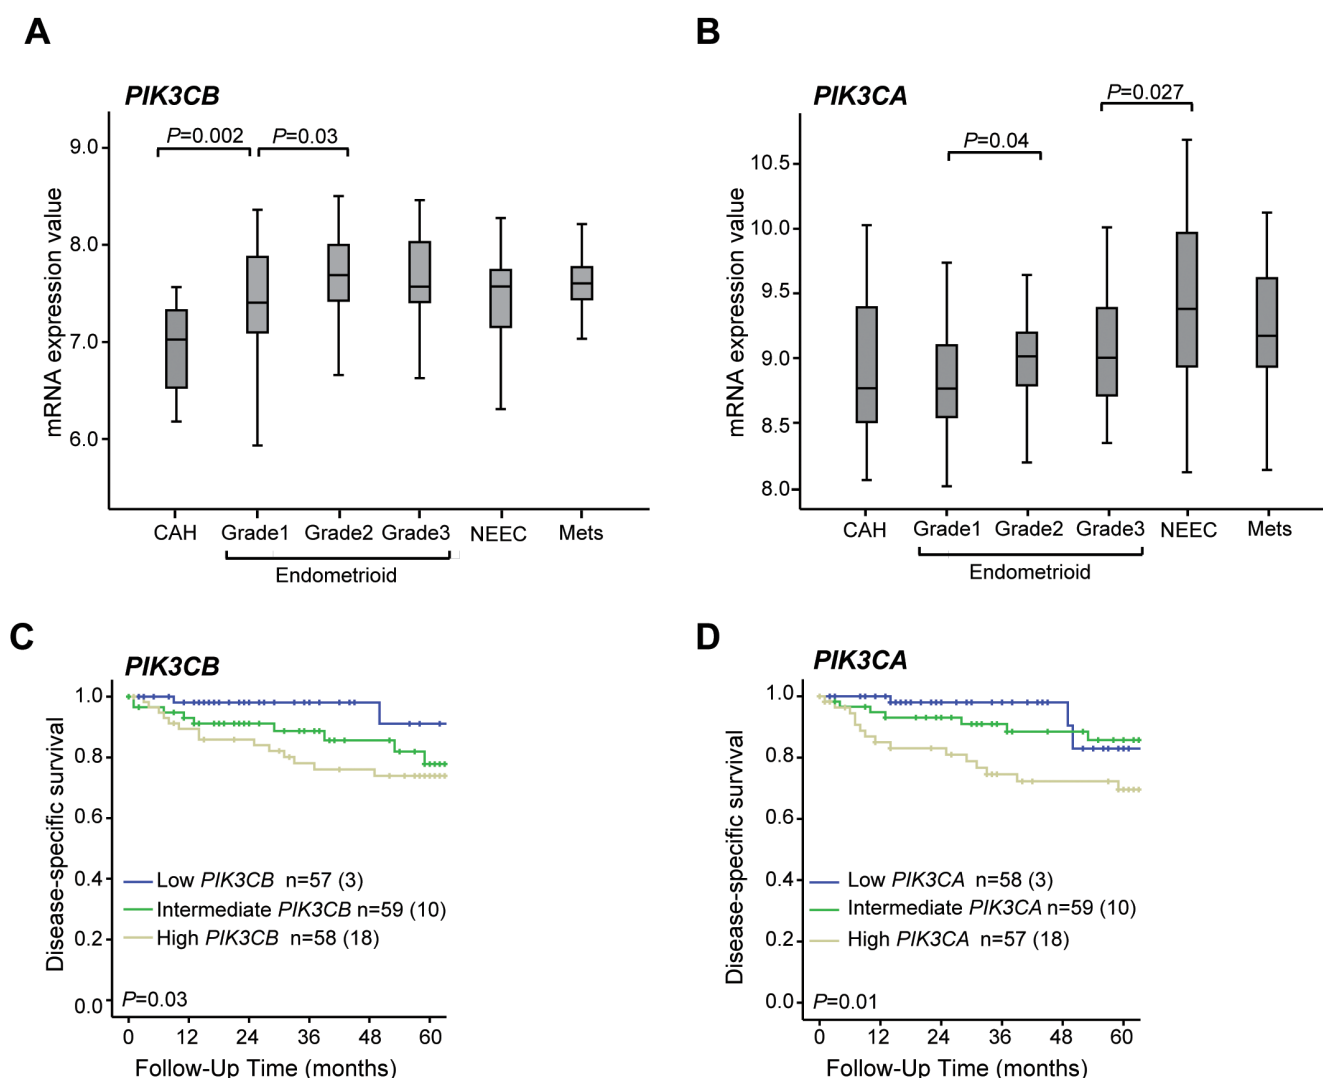 A
PIK3CB
mRNA expression value
9.0
8.0
7.0
6.0
P=0.002
P=0.03
CAH
Grade1
Grade2
Grade3
NEEC
Mets
Endometrioid
B
PIK3CA
mRNA expression value
10.5
10.0
9.5
9.0
8.5
8.0
P=0.04
P=0.027
CAH
Grade1
Grade2
Grade3
NEEC
Mets
Endometrioid
C
PIK3CB
Disease-specific survival
1.0
0.8
0.6
0.4
0.2
0.0
Low PIK3CB n=57 (3)
Intermediate PIK3CB n=59 (10)
High PIK3CB n=58 (18)
P=0.03
0 12 24 36 48 60
Follow-Up Time (months)
D
PIK3CA
Disease-specific survival
1.0
0.8
0.6
0.4
0.2
0.0
Low PIK3CA n=58 (3)
Intermediate PIK3CA n=59 (10)
High PIK3CA n=57 (18)
P=0.01
0 12 24 36 48 60
Follow-Up Time (months)